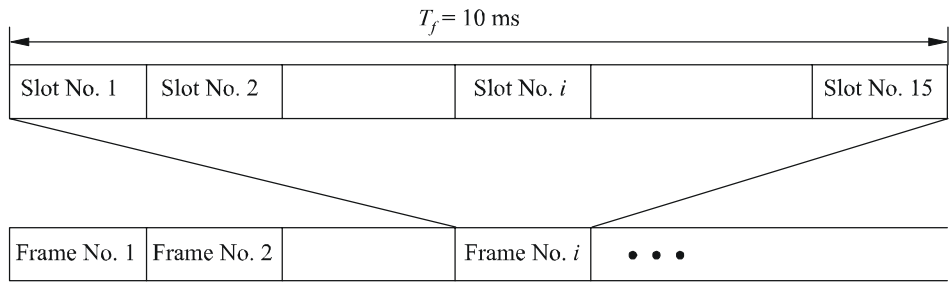 T_f = 10 ms
Slot No. 1 Slot No. 2 Slot No. i Slot No. 15
Frame No. 1 Frame No. 2 Frame No. i • • •